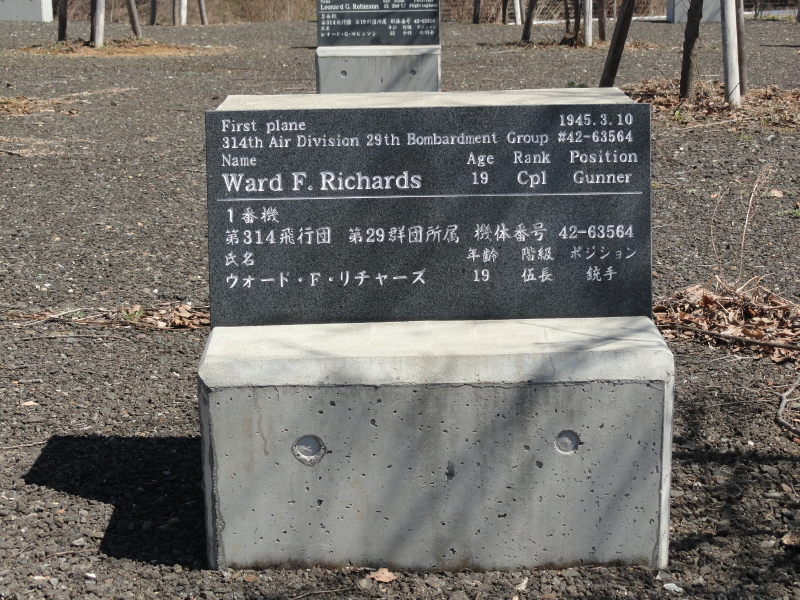 Leonard G. Robinson
First plane 1945.3.10
314th Air Division 29th Bombardment Group #42-63564
Name Age Rank Position
Ward F. Richards 19 Cpl Gunner
1番機
第314飛行団 第29群団所属 機体番号 42-63564
氏名 年齢 階級 ポジション
ウオード・F・リチャーズ 19 伍長 銃手